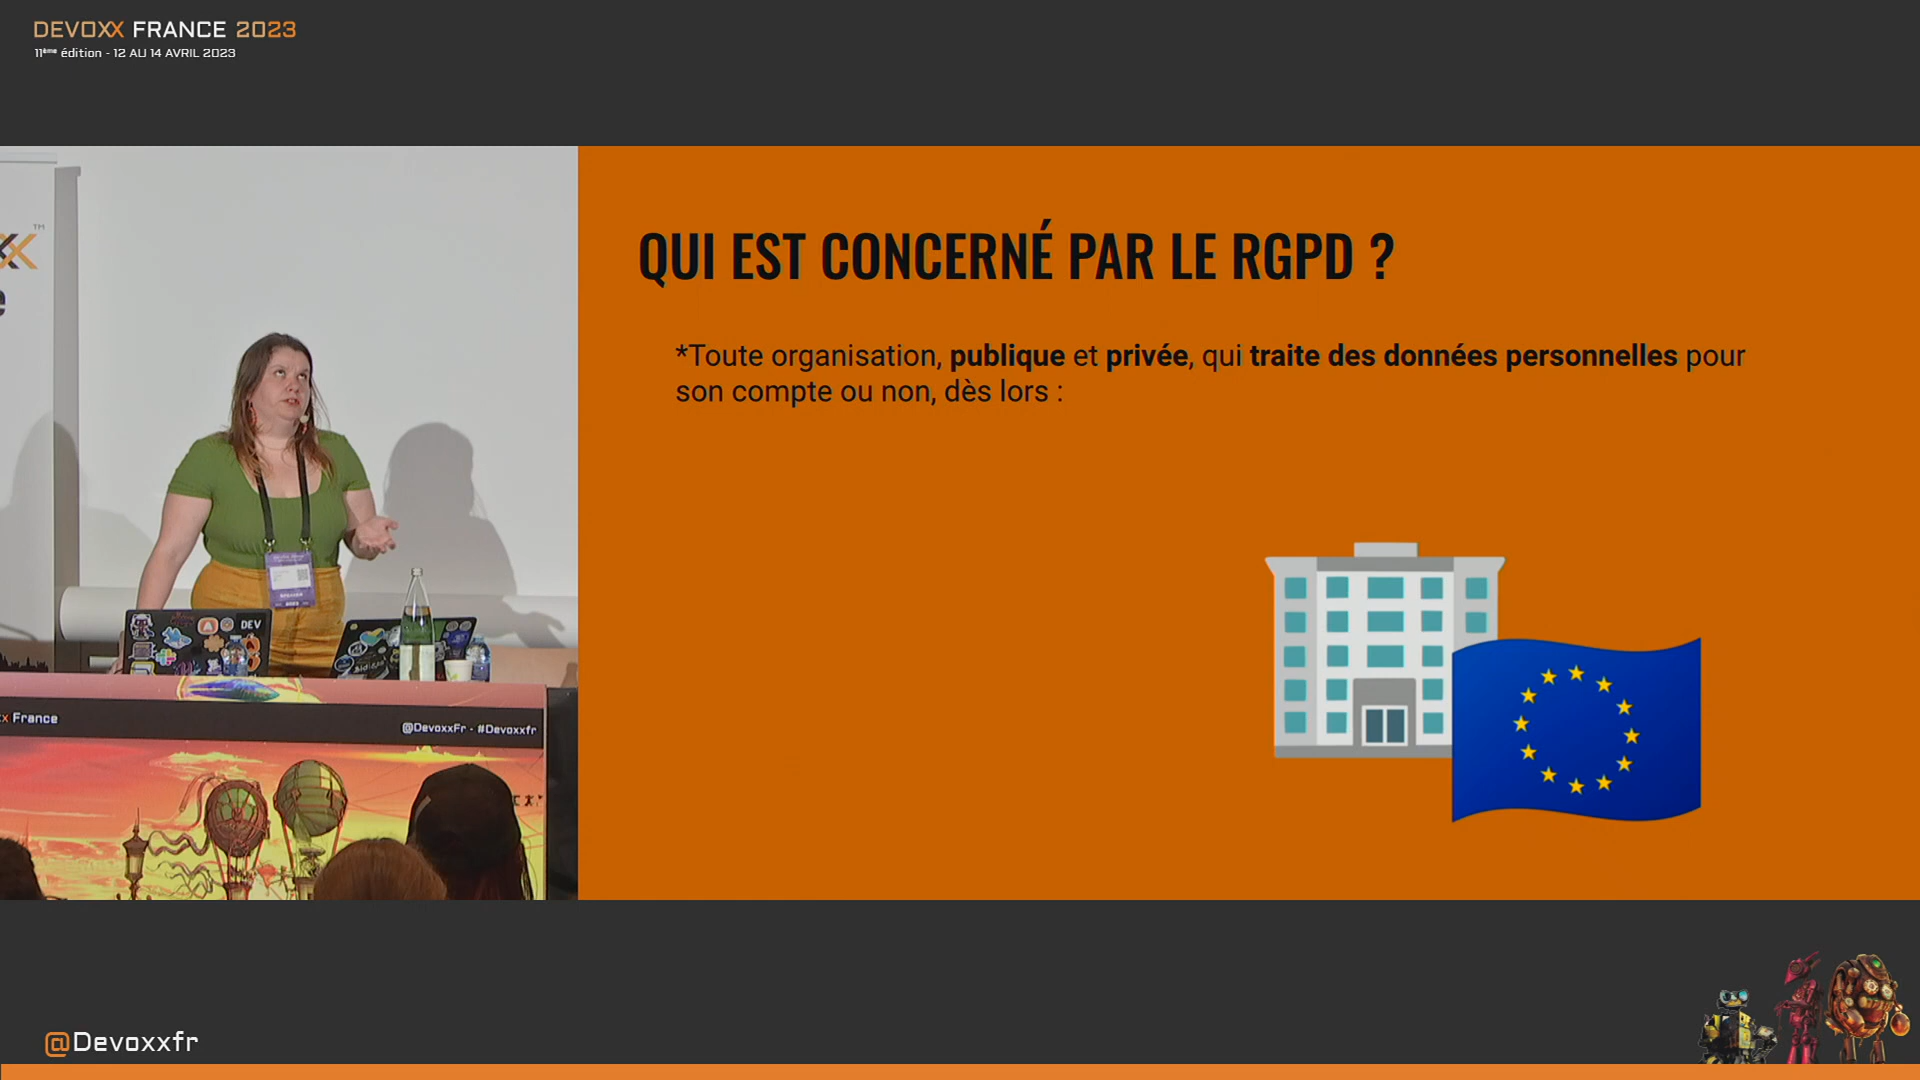 DEVOXX FRANCE 2023
11ème édition - 12 AU 14 AVRIL 2023
QUI EST CONCERNÉ PAR LE RGPD ?
*Toute organisation, publique et privée, qui traite des données personnelles pour
son compte ou non, dès lors :
TM
DEV
x France
@DevoxxFr - #Devoxxfr
@Devoxxfr